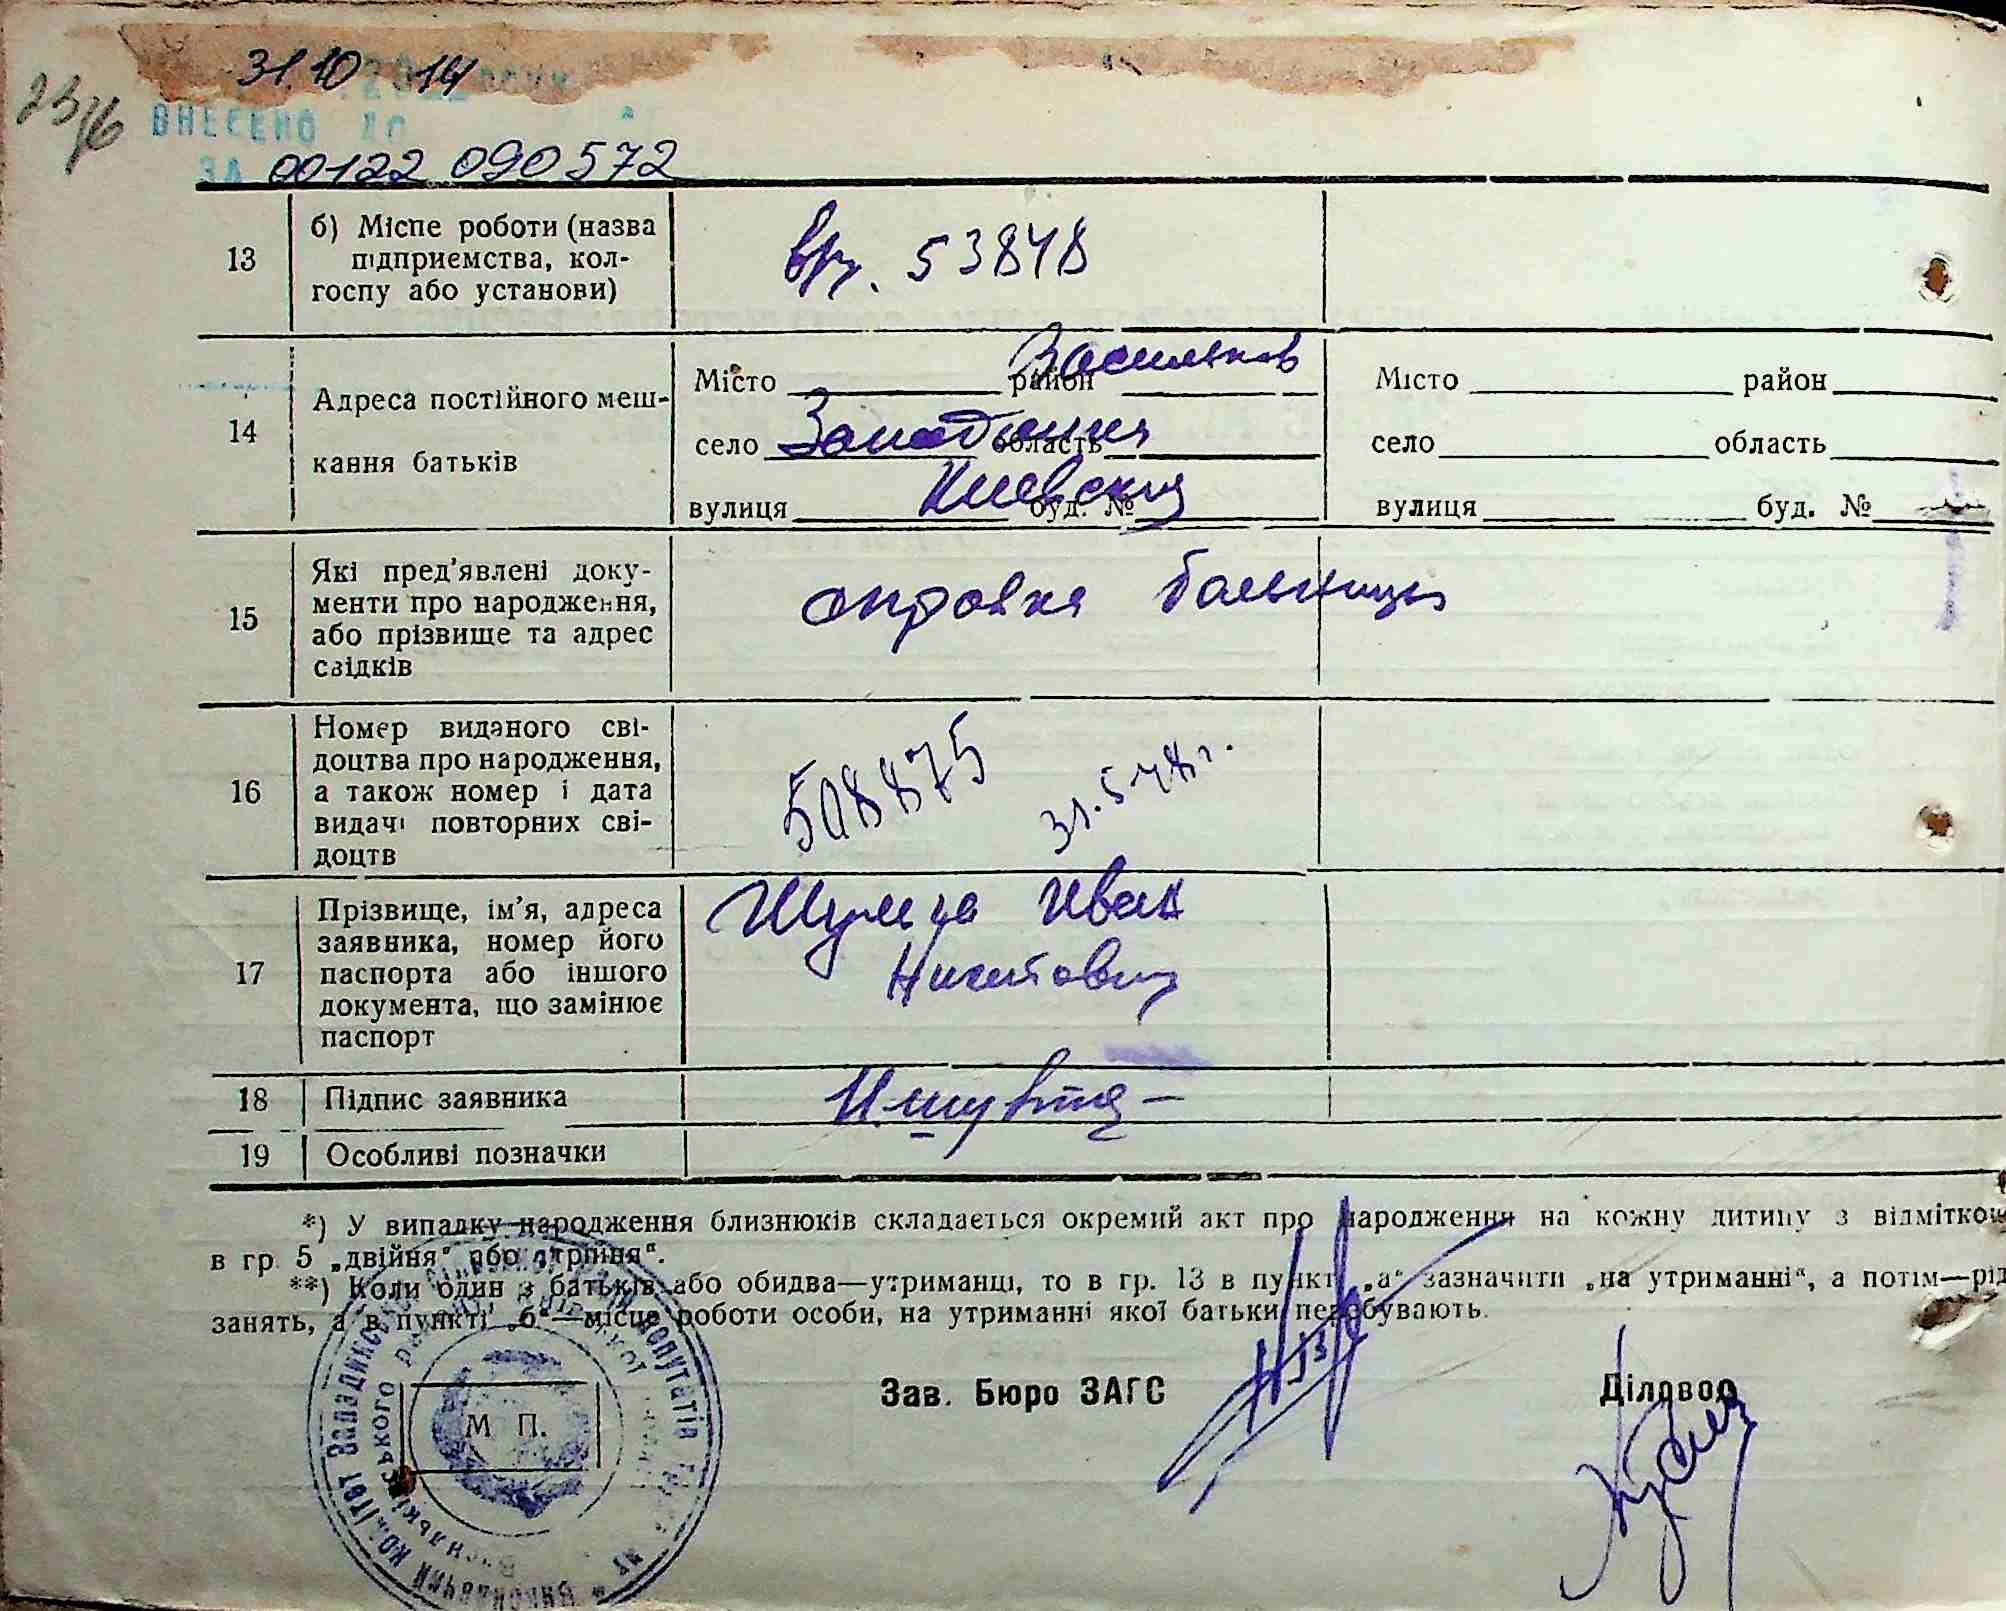 31.10 14
23/6
ВНЕСЕНО ДО
ЗА 00122 090572
13
б) Місце роботи (назва
підприємства, кол-
госпу або установи)
в/ч. 53848
14
Адреса постійного меш-
кання батьків
Місто район Васильков
село Западынка область
вулиця Киевская буд. №
Місто район
село область
вулиця буд. №
15
Які пред'явлені доку-
менти про народження,
або прізвище та адрес
свідків
справка больницы
16
Номер виданого сві-
доцтва про народження,
а також номер і дата
видачі повторних сві-
доцтв
508875 31.5-48 г.
17
Прізвище, ім'я, адреса
заявника, номер його
паспорта або іншого
документа, що замінює
паспорт
Иван
Никитович
18
Підпис заявника
19
Особливі позначки
*) У випадку народження близнюків складається окремий акт про народження на кожну дитину з відміткою
в гр. 5 „двійня“ або „трійня“.
**) Коли один з батьків або обидва—утриманці, то в гр. 13 в пункті „а“ зазначити „на утриманні“, а потім—рід
занять, а в пункті „б“—місце роботи особи, на утриманні якої батьки перебувають.
М П.
Зав. Бюро ЗАГС
Діловод